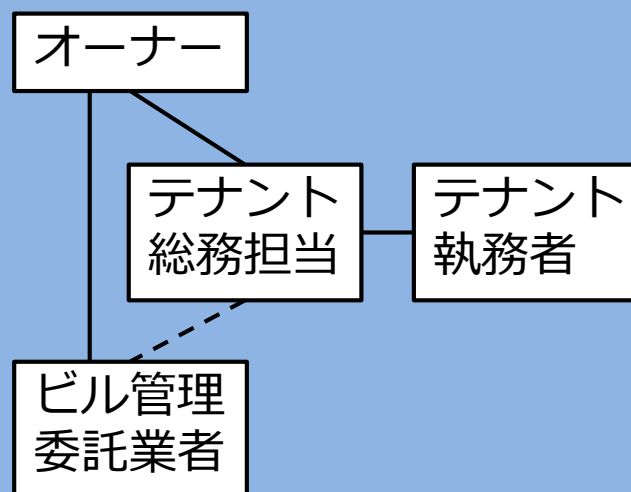 オーナー
テナント
総務担当
テナント
執務者
ビル管理
委託業者